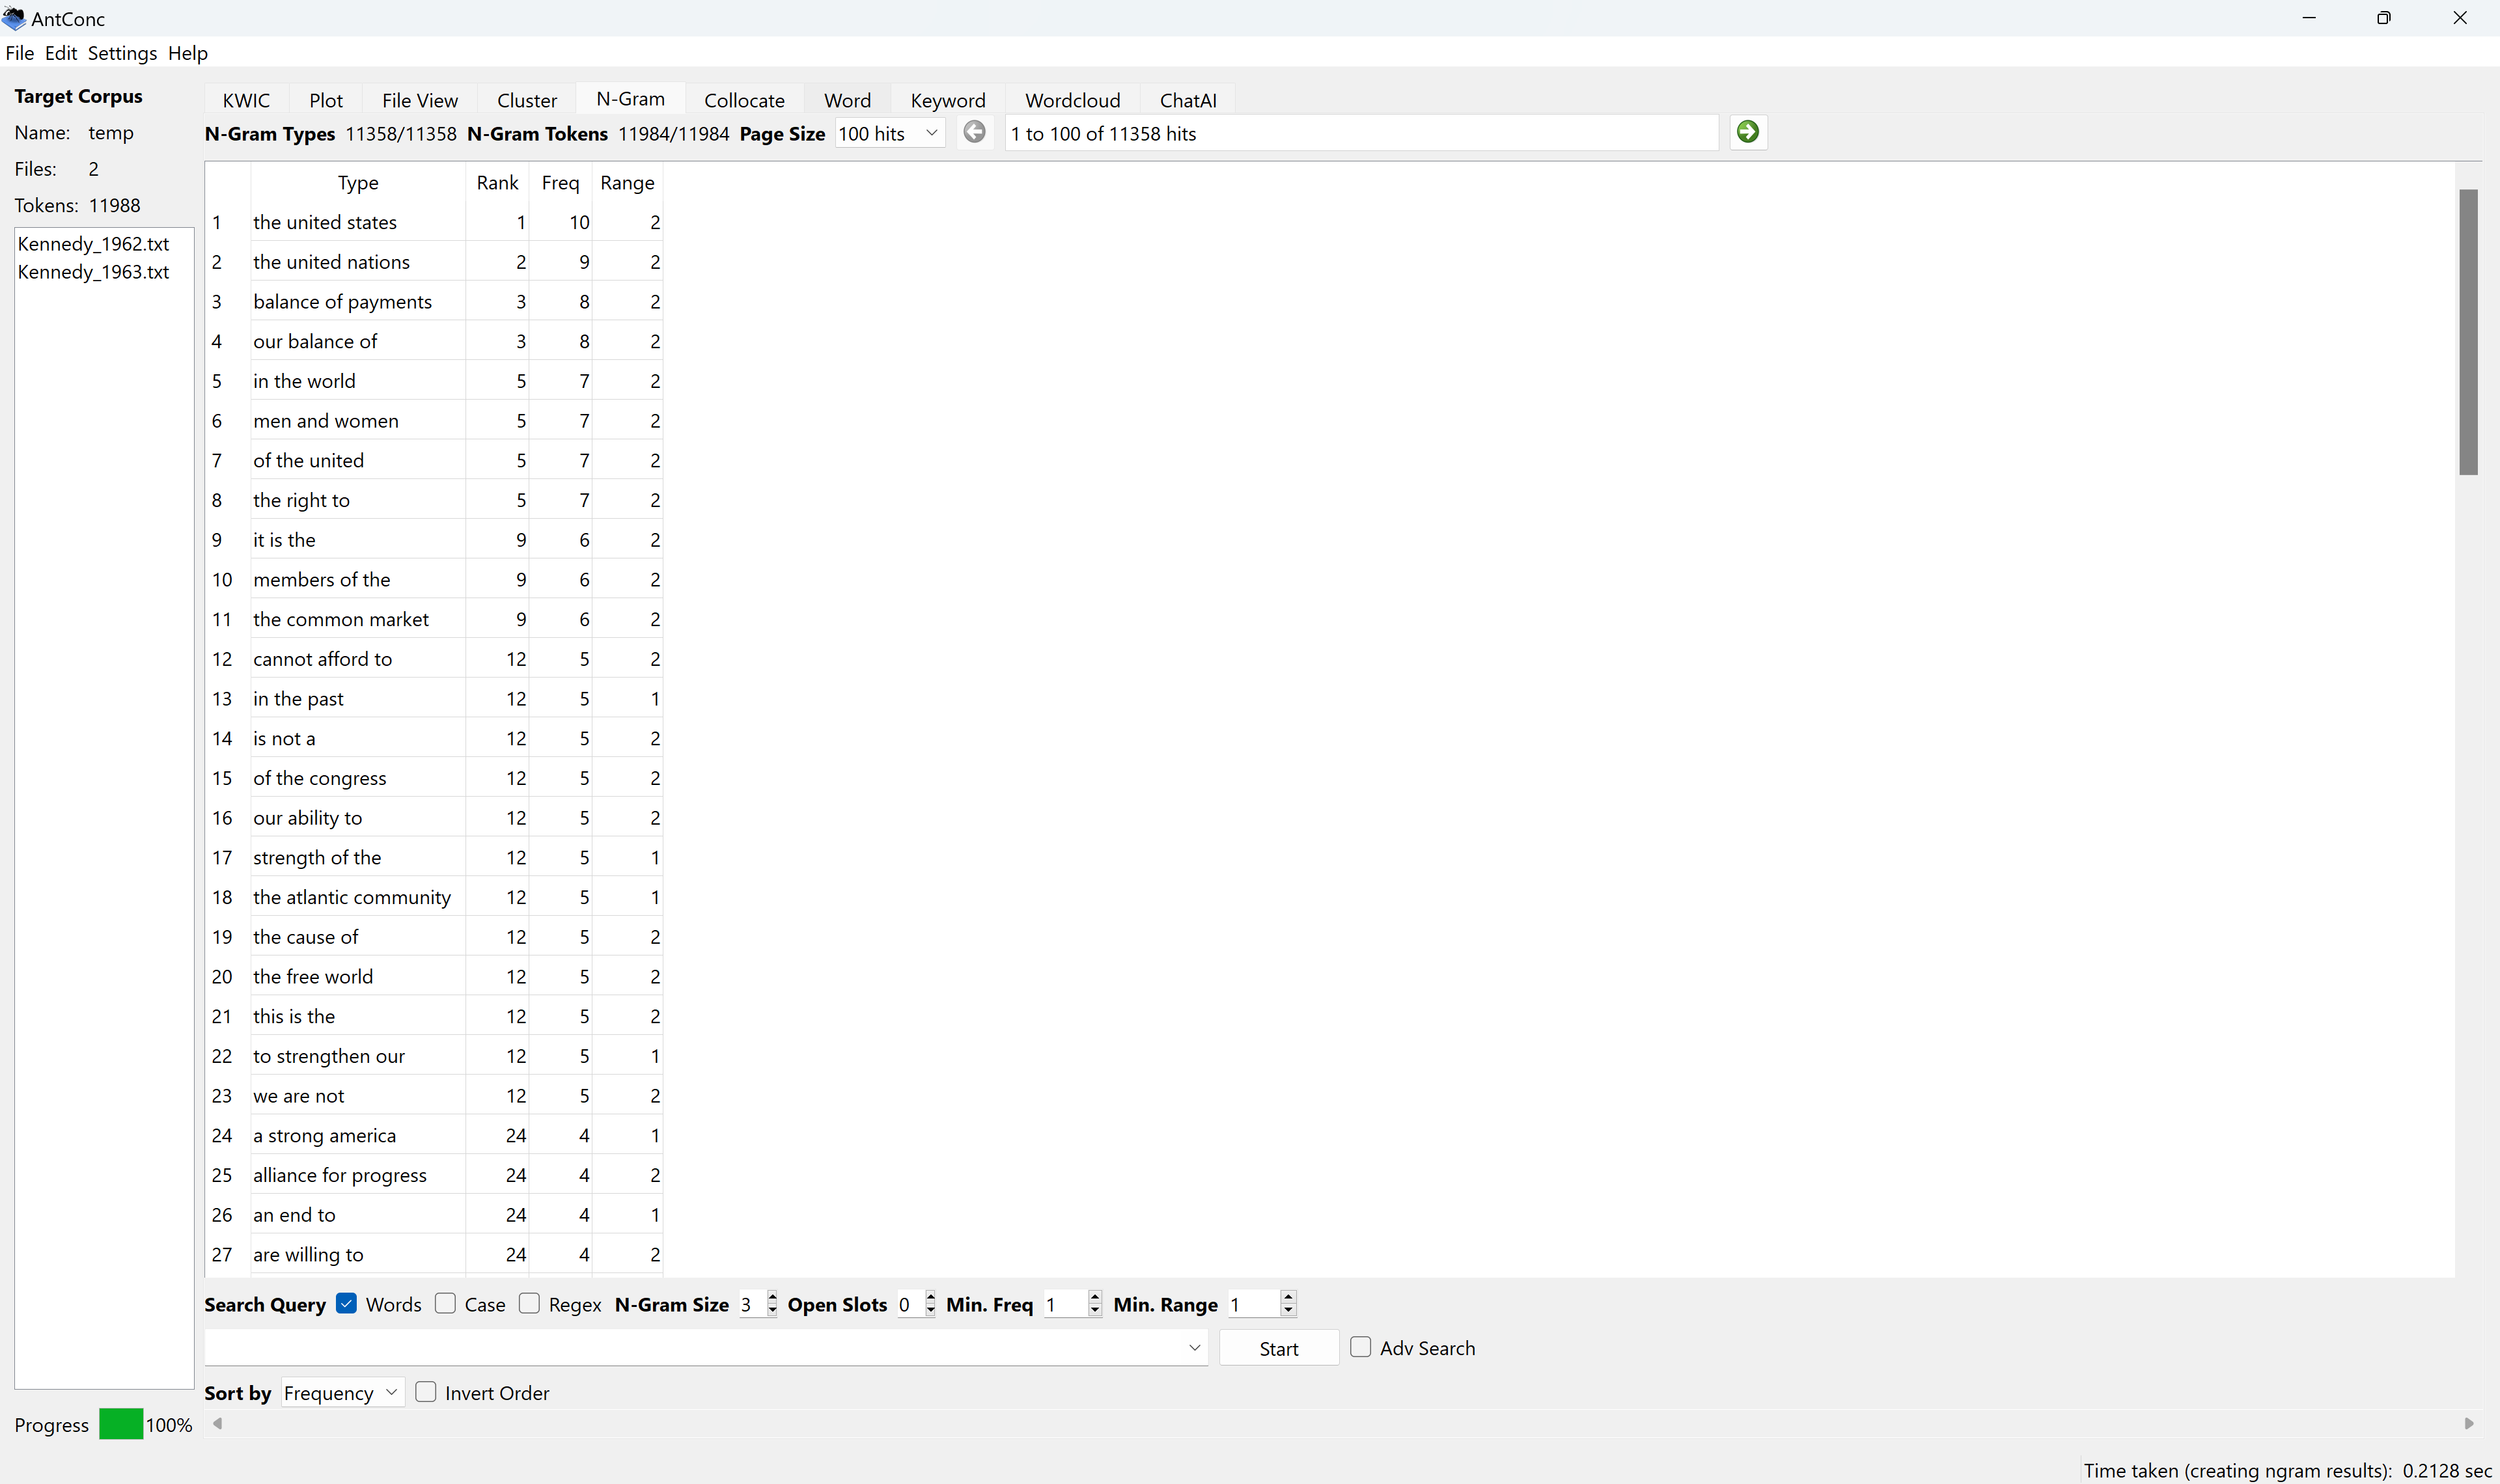 AntConc
File Edit Settings Help
Target Corpus
Name: temp
Files: 2
Tokens: 11988
Kennedy_1962.txt
Kennedy_1963.txt
Progress 100%
KWIC Plot File View Cluster N-Gram Collocate Word Keyword Wordcloud ChatAI
N-Gram Types 11358/11358 N-Gram Tokens 11984/11984 Page Size 100 hits 1 to 100 of 11358 hits
Type Rank Freq Range
1 the united states 1 10 2
2 the united nations 2 9 2
3 balance of payments 3 8 2
4 our balance of 3 8 2
5 in the world 5 7 2
6 men and women 5 7 2
7 of the united 5 7 2
8 the right to 5 7 2
9 it is the 9 6 2
10 members of the 9 6 2
11 the common market 9 6 2
12 cannot afford to 12 5 2
13 in the past 12 5 1
14 is not a 12 5 2
15 of the congress 12 5 2
16 our ability to 12 5 2
17 strength of the 12 5 1
18 the atlantic community 12 5 1
19 the cause of 12 5 2
20 the free world 12 5 2
21 this is the 12 5 2
22 to strengthen our 12 5 1
23 we are not 12 5 2
24 a strong america 24 4 1
25 alliance for progress 24 4 2
26 an end to 24 4 1
27 are willing to 24 4 2
Search Query Words Case Regex N-Gram Size 3 Open Slots 0 Min. Freq 1 Min. Range 1
Start Adv Search
Sort by Frequency Invert Order
Time taken (creating ngram results): 0.2128 sec